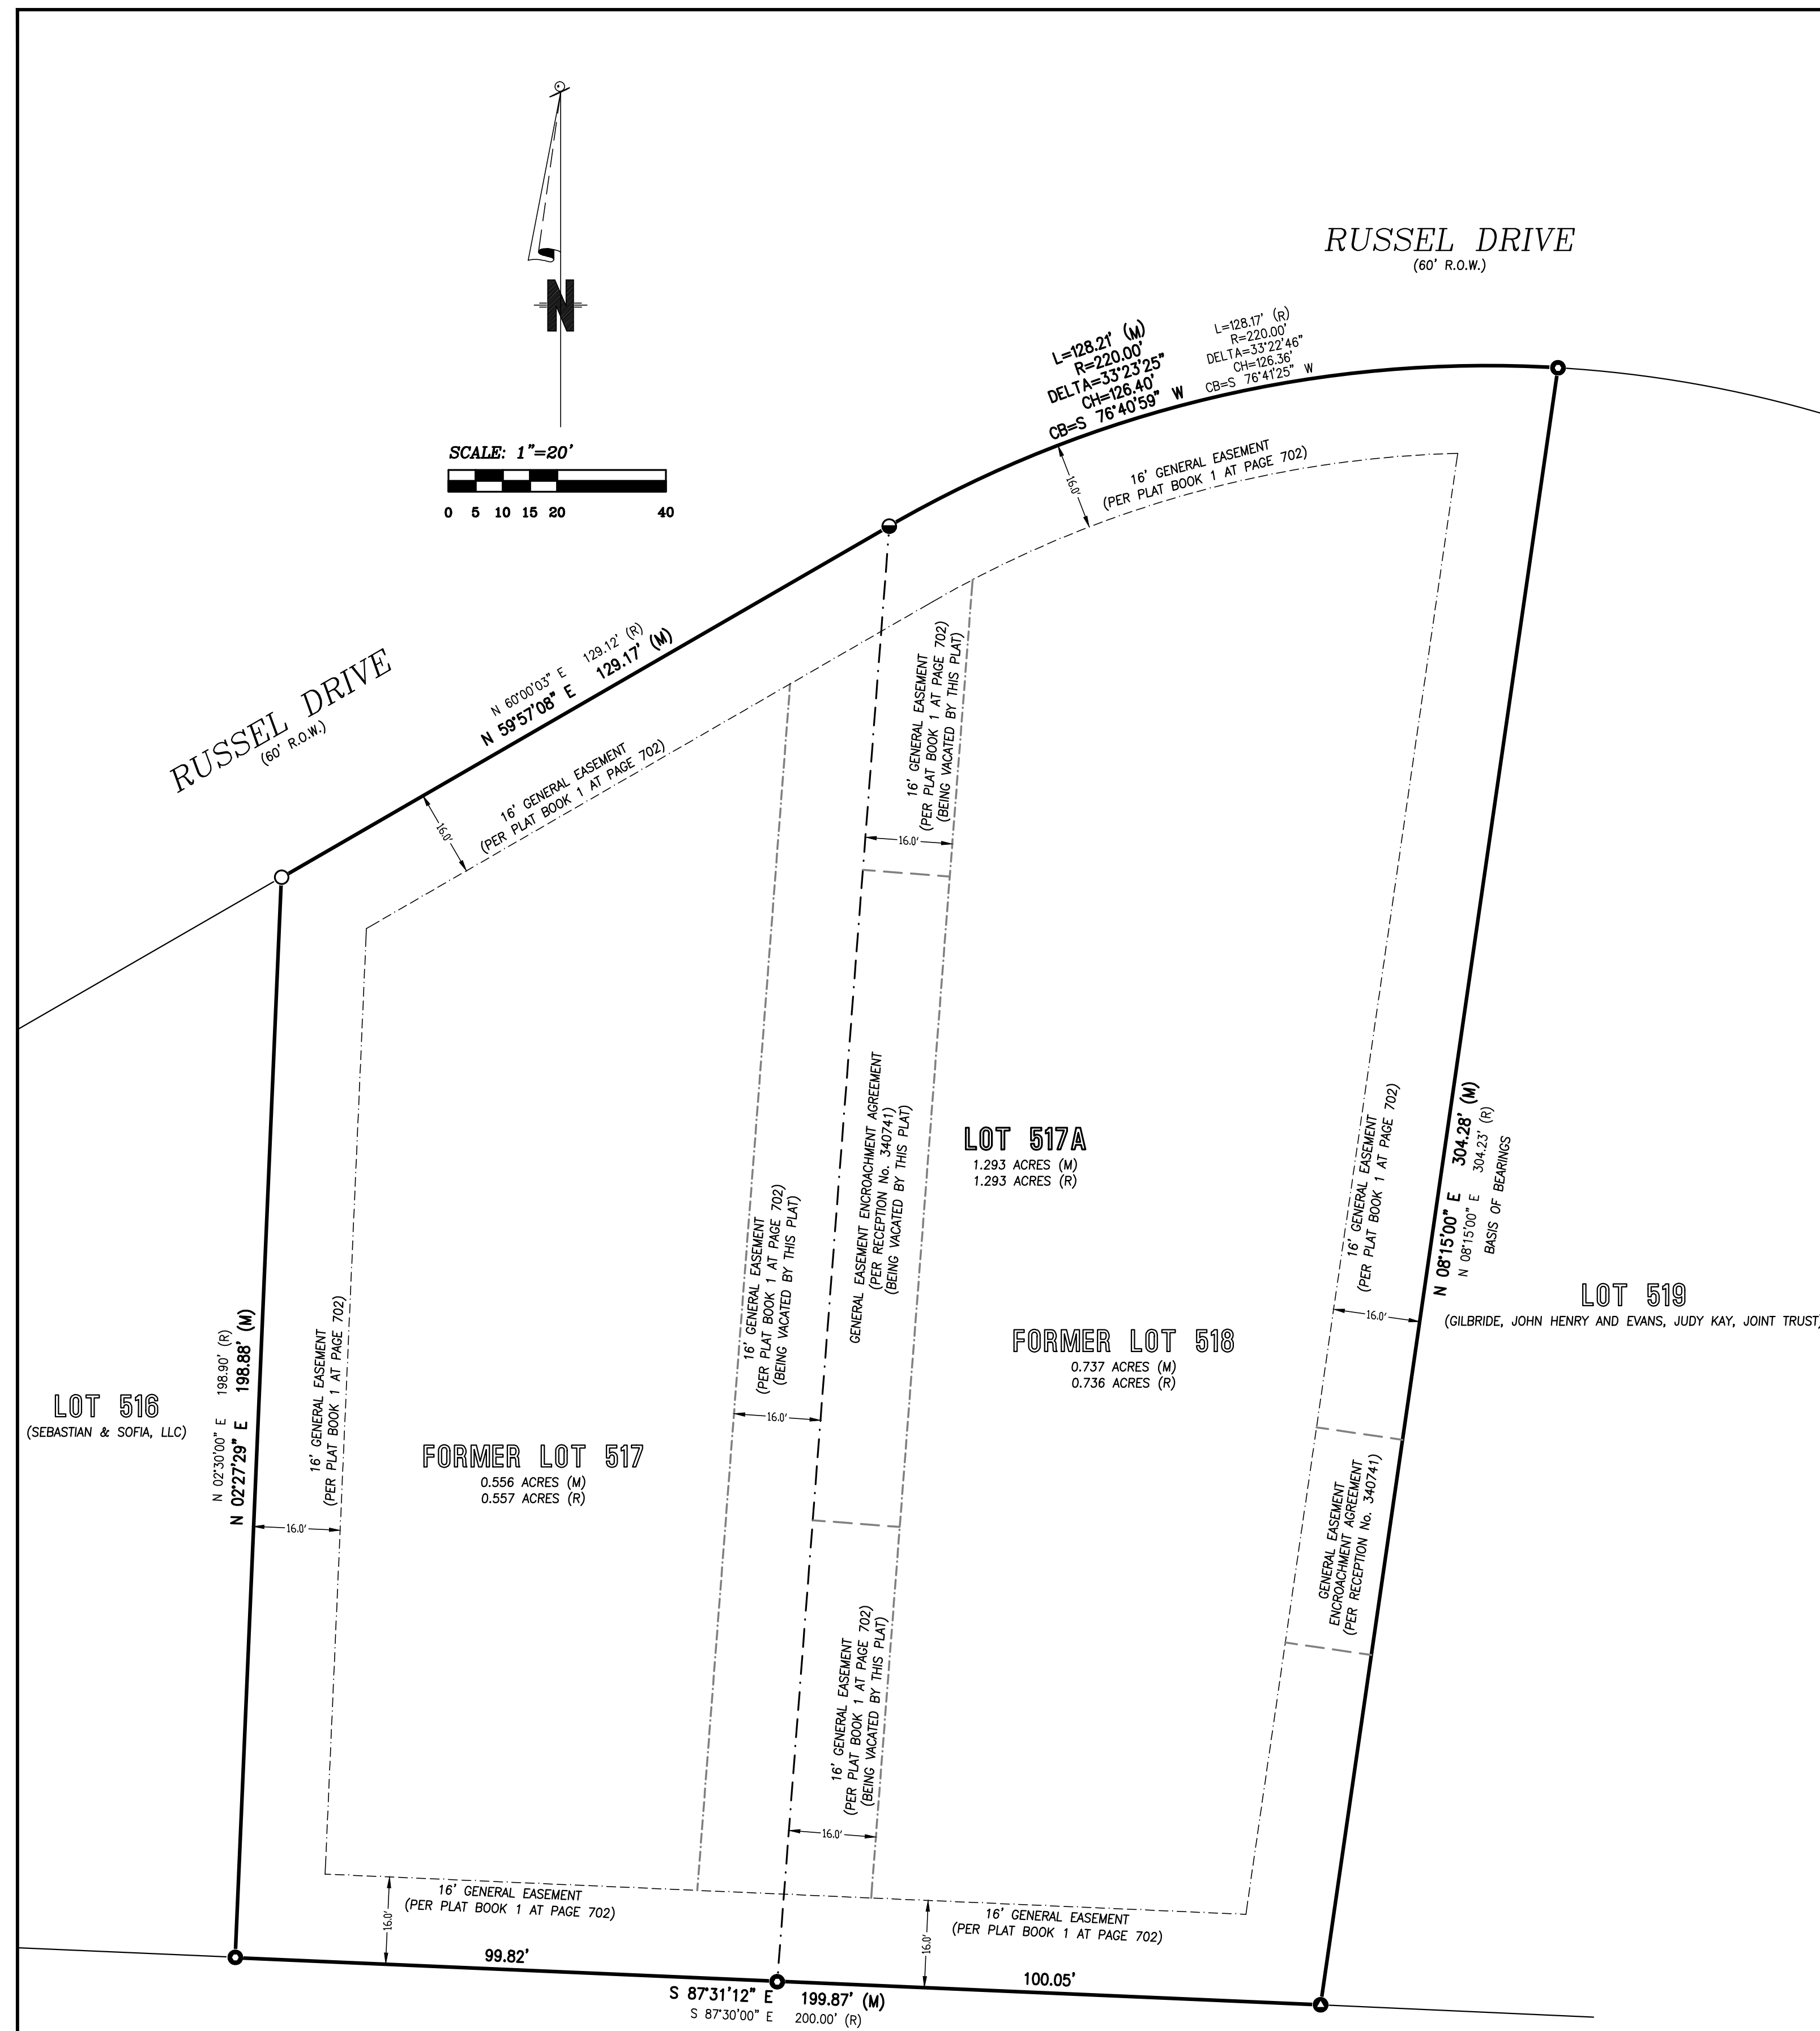 N
SCALE: 1"=20'
0 5 10 15 20 40
RUSSEL DRIVE
(60' R.O.W.)
L=128.21' (M)
R=220.00'
DELTA=33°23'25"
CH=126.40'
CB=S 76°40'59" W
L=128.17' (R)
R=220.00'
DELTA=33°22'46"
CH=126.36'
CB=S 76°41'25" W
16.0'
16' GENERAL EASEMENT
(PER PLAT BOOK 1 AT PAGE 702)
RUSSEL DRIVE
(60' R.O.W.)
N 60°00'03" E 129.12' (R)
N 59°57'08" E 129.17' (M)
16.0'
16' GENERAL EASEMENT
(PER PLAT BOOK 1 AT PAGE 702)
16' GENERAL EASEMENT
(PER PLAT BOOK 1 AT PAGE 702)
(BEING VACATED BY THIS PLAT)
16.0'
GENERAL EASEMENT ENCROACHMENT AGREEMENT
(PER RECEPTION No. 340741)
(BEING VACATED BY THIS PLAT)
LOT 517A
1.293 ACRES (M)
1.293 ACRES (R)
16' GENERAL EASEMENT
(PER PLAT BOOK 1 AT PAGE 702)
N 08°15'00" E 304.28' (M)
N 08°15'00" E 304.23' (R)
BASIS OF BEARINGS
16.0'
LOT 519
(GILBRIDE, JOHN HENRY AND EVANS, JUDY KAY, JOINT TRUST)
16' GENERAL EASEMENT
(PER PLAT BOOK 1 AT PAGE 702)
(BEING VACATED BY THIS PLAT)
16.0'
FORMER LOT 518
0.737 ACRES (M)
0.736 ACRES (R)
LOT 516
(SEBASTIAN & SOFIA, LLC)
N 02°30'00" E 198.90' (R)
N 02°27'29" E 198.88' (M)
16' GENERAL EASEMENT
(PER PLAT BOOK 1 AT PAGE 702)
16.0'
FORMER LOT 517
0.556 ACRES (M)
0.557 ACRES (R)
GENERAL EASEMENT
ENCROACHMENT AGREEMENT
(PER RECEPTION No. 340741)
16' GENERAL EASEMENT
(PER PLAT BOOK 1 AT PAGE 702)
(BEING VACATED BY THIS PLAT)
16.0'
16' GENERAL EASEMENT
(PER PLAT BOOK 1 AT PAGE 702)
16.0'
16' GENERAL EASEMENT
(PER PLAT BOOK 1 AT PAGE 702)
16.0'
99.82'
100.05'
S 87°31'12" E 199.87' (M)
S 87°30'00" E 200.00' (R)